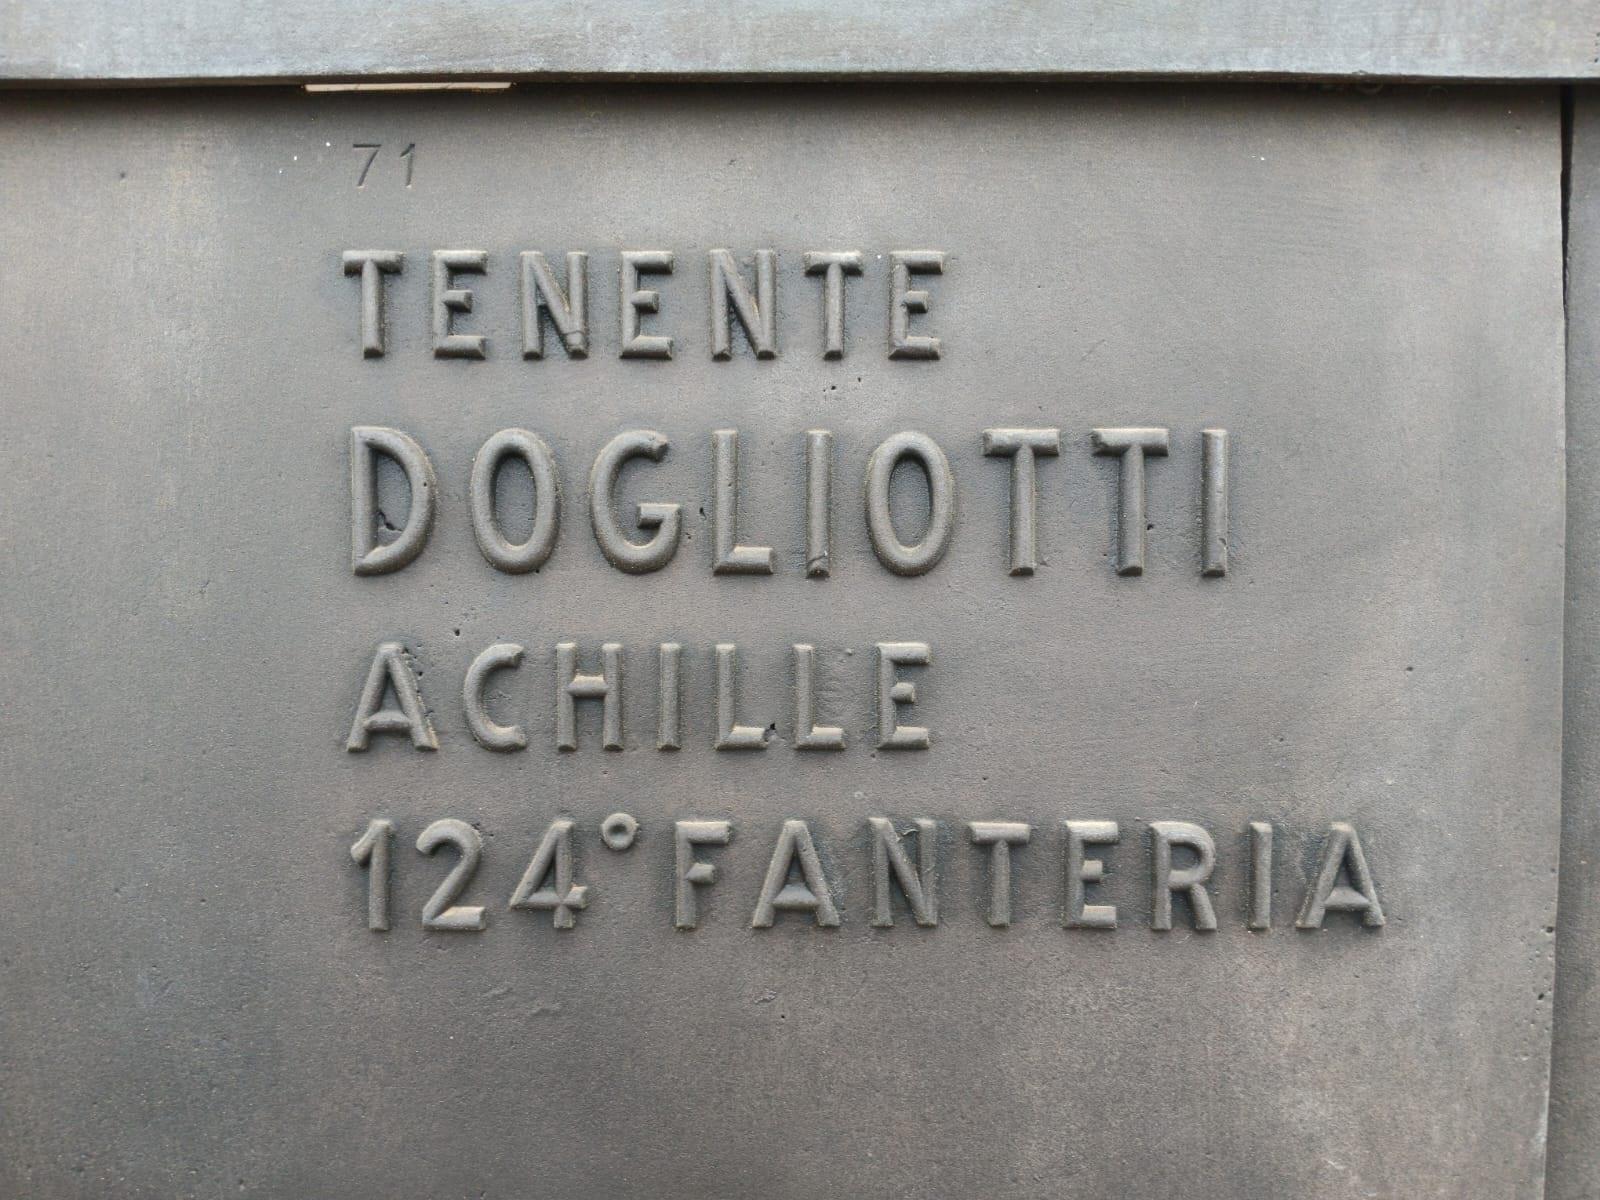 71
TENENTE
DOGLIOTTI
ACHILLE
124° FANTERIA